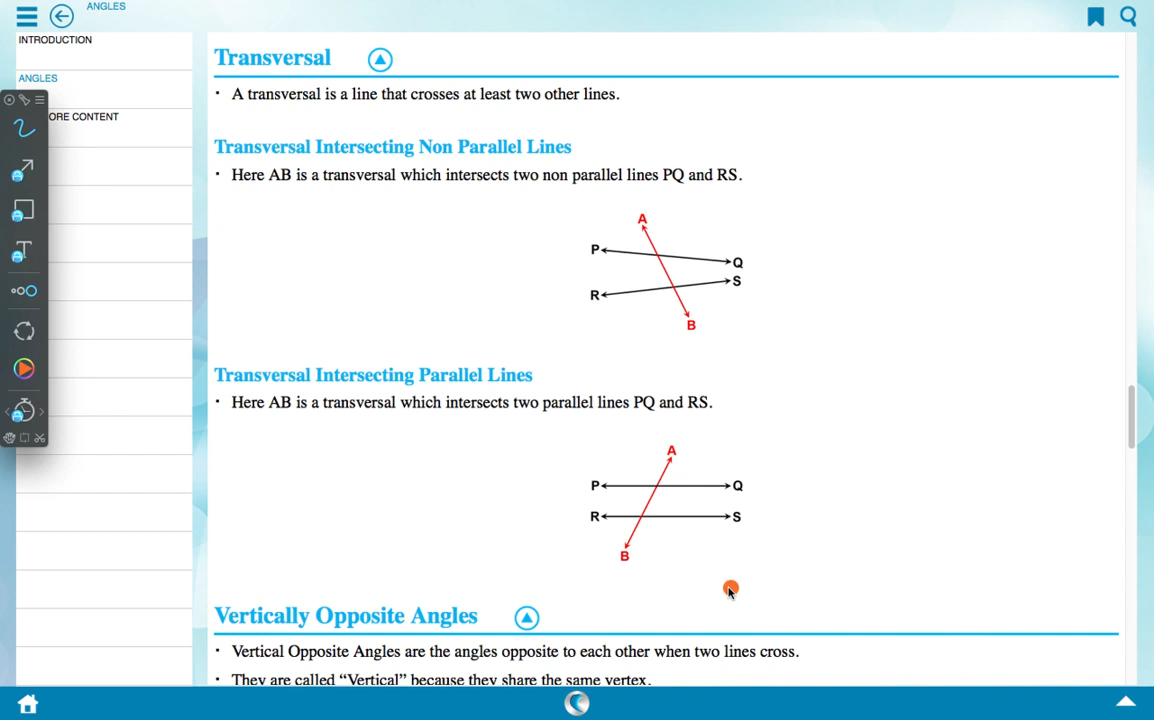 ANGLES
INTRODUCTION
ANGLES
ORE CONTENT
Transversal
· A transversal is a line that crosses at least two other lines.
Transversal Intersecting Non Parallel Lines
· Here AB is a transversal which intersects two non parallel lines PQ and RS.
A
P
Q
S
R
B
Transversal Intersecting Parallel Lines
· Here AB is a transversal which intersects two parallel lines PQ and RS.
A
P Q
R S
B
Vertically Opposite Angles
· Vertical Opposite Angles are the angles opposite to each other when two lines cross.
· They are called “Vertical” because they share the same vertex.